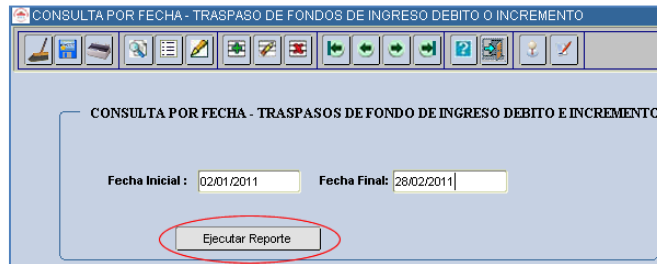 CONSULTA POR FECHA - TRASPASO DE FONDOS DE INGRESO DEBITO O INCREMENTO
CONSULTA POR FECHA - TRASPASOS DE FONDO DE INGRESO DEBITO E INCREMENTO
Fecha Inicial : 02/01/2011 Fecha Final: 28/02/2011
Ejecutar Reporte